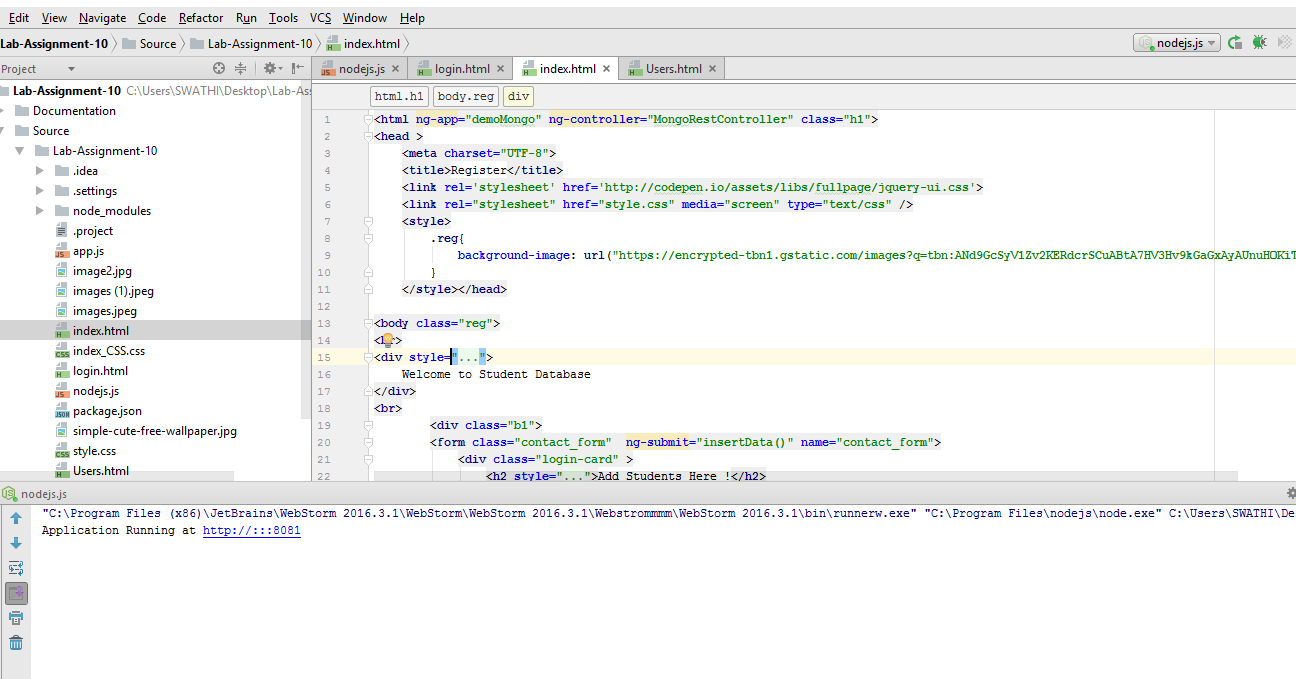 Edit View Navigate Code Refactor Run Tools VCS Window Help
Lab-Assignment-10 Source Lab-Assignment-10 index.html nodejs.js
Project
nodejs.js login.html index.html Users.html
Lab-Assignment-10 C:\Users\SWATHI\Desktop\Lab-As
Documentation
Source
Lab-Assignment-10
.idea
.settings
node_modules
.project
app.js
image2.jpg
images (1).jpeg
images.jpeg
index.html
index_CSS.css
login.html
nodejs.js
package.json
simple-cute-free-wallpaper.jpg
style.css
Users.html
html.h1 body.reg div
1 <html ng-app="demoMongo" ng-controller="MongoRestController" class="h1">
2 <head >
3 <meta charset="UTF-8">
4 <title>Register</title>
5 <link rel='stylesheet' href='http://codepen.io/assets/libs/fullpage/jquery-ui.css'>
6 <link rel="stylesheet" href="style.css" media="screen" type="text/css" />
7 <style>
8 .reg{
9 background-image: url("https://encrypted-tbn1.gstatic.com/images?q=tbn:ANd9GcSyV1Zv2KERdcrSCuABtA7HV3Hv9kGaGxAyAUnuHOKiT
10 }
11 </style></head>
12
13 <body class="reg">
14 <br>
15 <div style="...">
16 Welcome to Student Database
17 </div>
18 <br>
19 <div class="b1">
20 <form class="contact_form" ng-submit="insertData()" name="contact_form">
21 <div class="login-card" >
22 <h2 style="...">Add Students Here !</h2>
nodejs.js
"C:\Program Files (x86)\JetBrains\WebStorm 2016.3.1\WebStorm\WebStorm 2016.3.1\Webstrommmm\WebStorm 2016.3.1\bin\runnerw.exe" "C:\Program Files\nodejs\node.exe" C:\Users\SWATHI\De
Application Running at http://:::8081